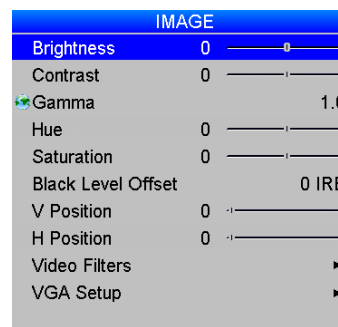 IMAGE
Brightness 0
Contrast 0
Gamma 1.0
Hue 0
Saturation 0
Black Level Offset 0 IRE
V Position 0
H Position 0
Video Filters
VGA Setup